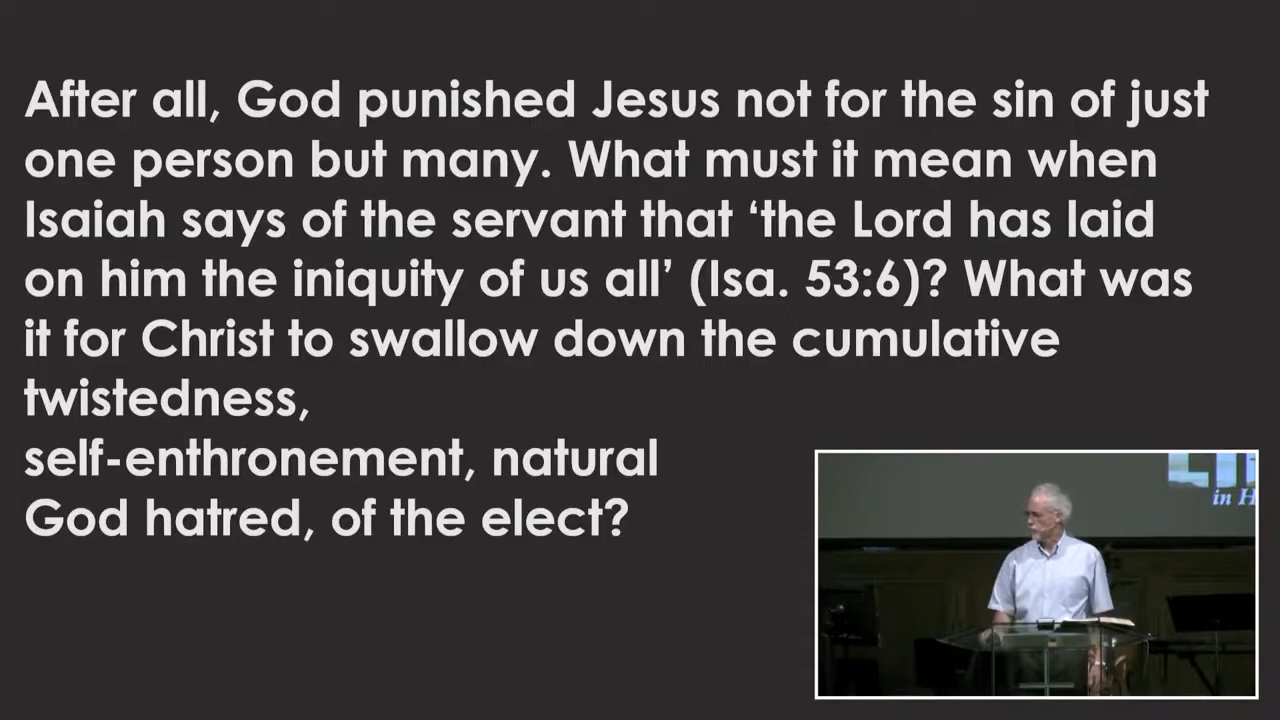 After all, God punished Jesus not for the sin of just
one person but many. What must it mean when
Isaiah says of the servant that ‘the Lord has laid
on him the iniquity of us all’ (Isa. 53:6)? What was
it for Christ to swallow down the cumulative
twistedness,
self-enthronement, natural
God hatred, of the elect?
in